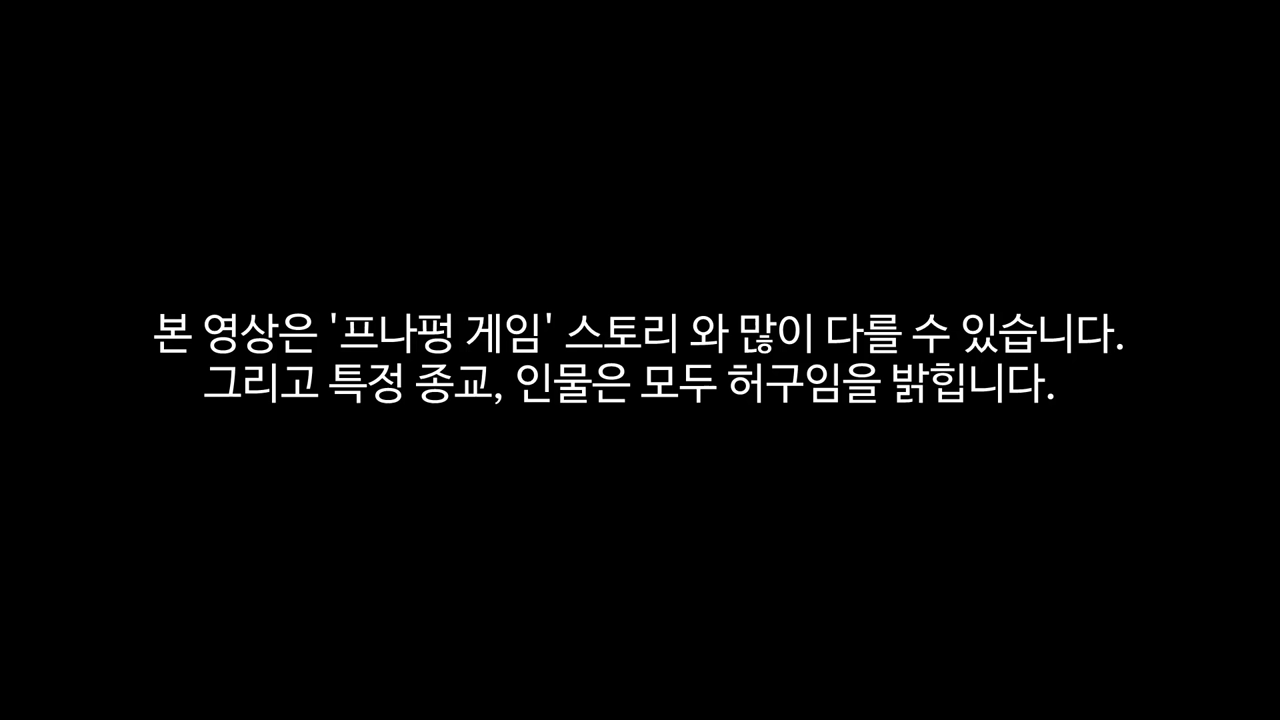 본 영상은 '프나펑 게임' 스토리 와 많이 다를 수 있습니다.
그리고 특정 종교, 인물은 모두 허구임을 밝힙니다.